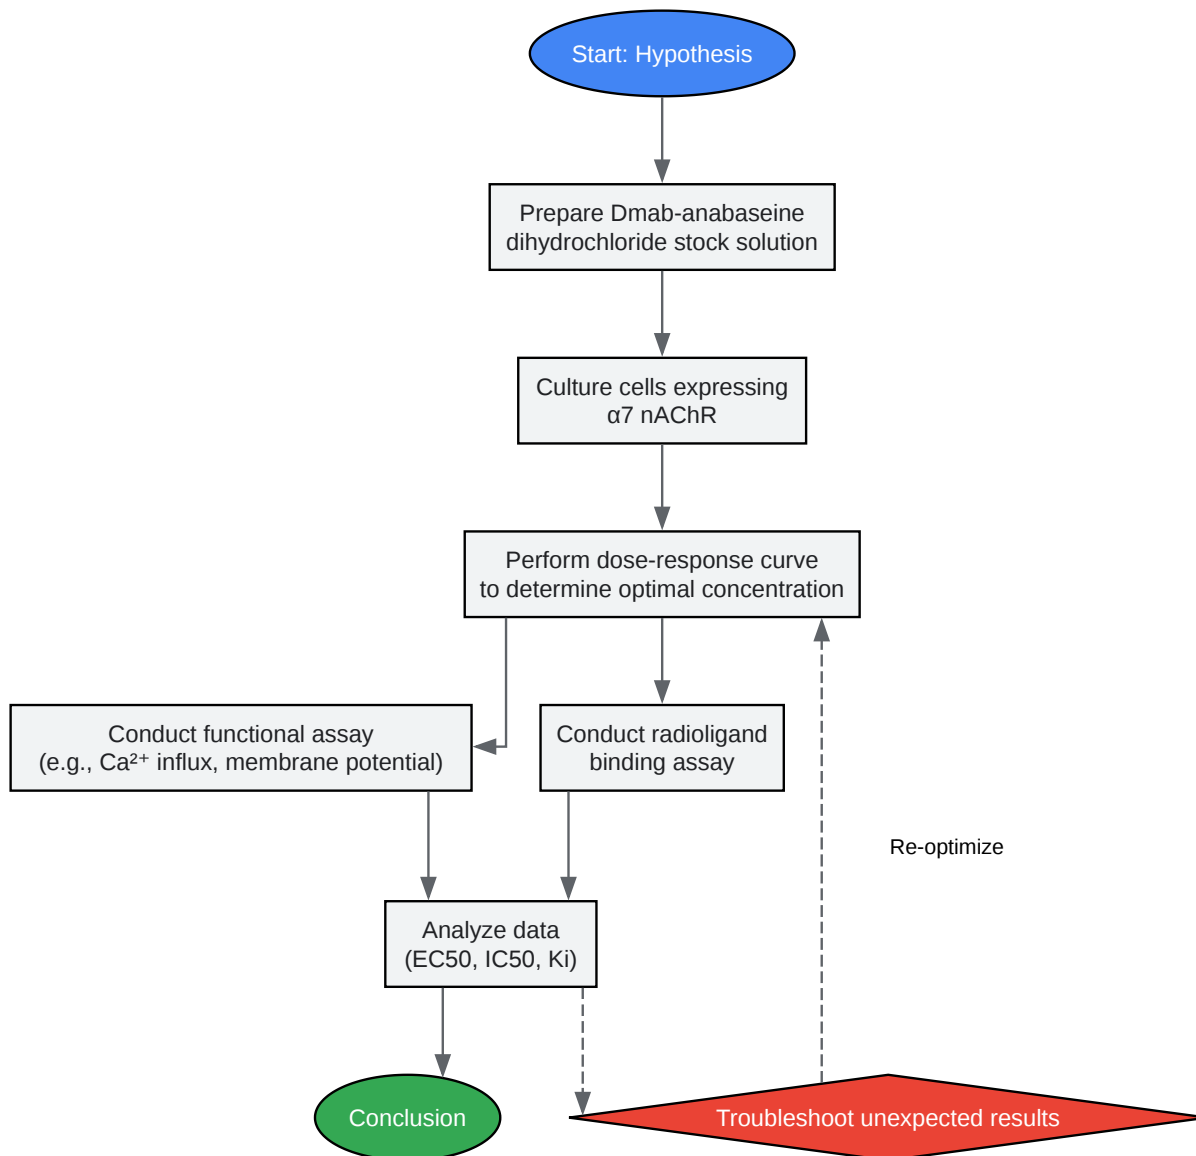 Start: Hypothesis
Prepare Dmab-anabaseine
dihydrochloride stock solution
Culture cells expressing
α7 nAChR
Perform dose-response curve
to determine optimal concentration
Conduct functional assay
(e.g., Ca²⁺ influx, membrane potential)
Conduct radioligand
binding assay
Re-optimize
Analyze data
(EC50, IC50, Ki)
Conclusion
Troubleshoot unexpected results